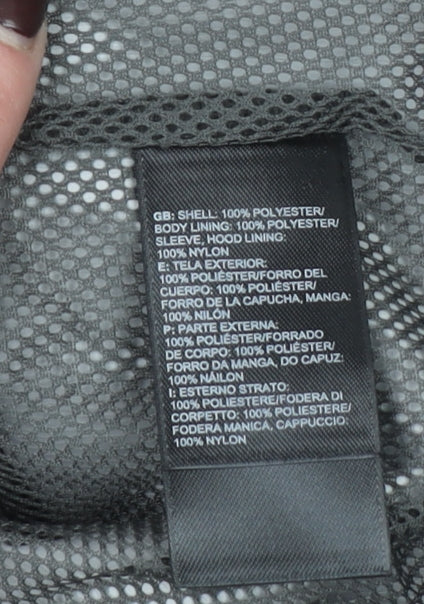 GB: SHELL: 100% POLYESTER/
BODY LINING: 100% POLYESTER/
SLEEVE, HOOD LINING:
100% NYLON
E: TELA EXTERIOR:
100% POLIÉSTER/FORRO DEL
CUERPO: 100% POLIÉSTER/
FORRO DE LA CAPUCHA, MANGA:
100% NILÓN
P: PARTE EXTERNA:
100% POLIÉSTER/FORRADO
DE CORPO: 100% POLIÉSTER/
FORRO DA MANGA, DO CAPUZ:
100% NÁILON
I: ESTERNO STRATO:
100% POLIESTERE/FODERA DI
CORPETTO: 100% POLIESTERE/
FODERA MANICA, CAPPUCCIO:
100% NYLON